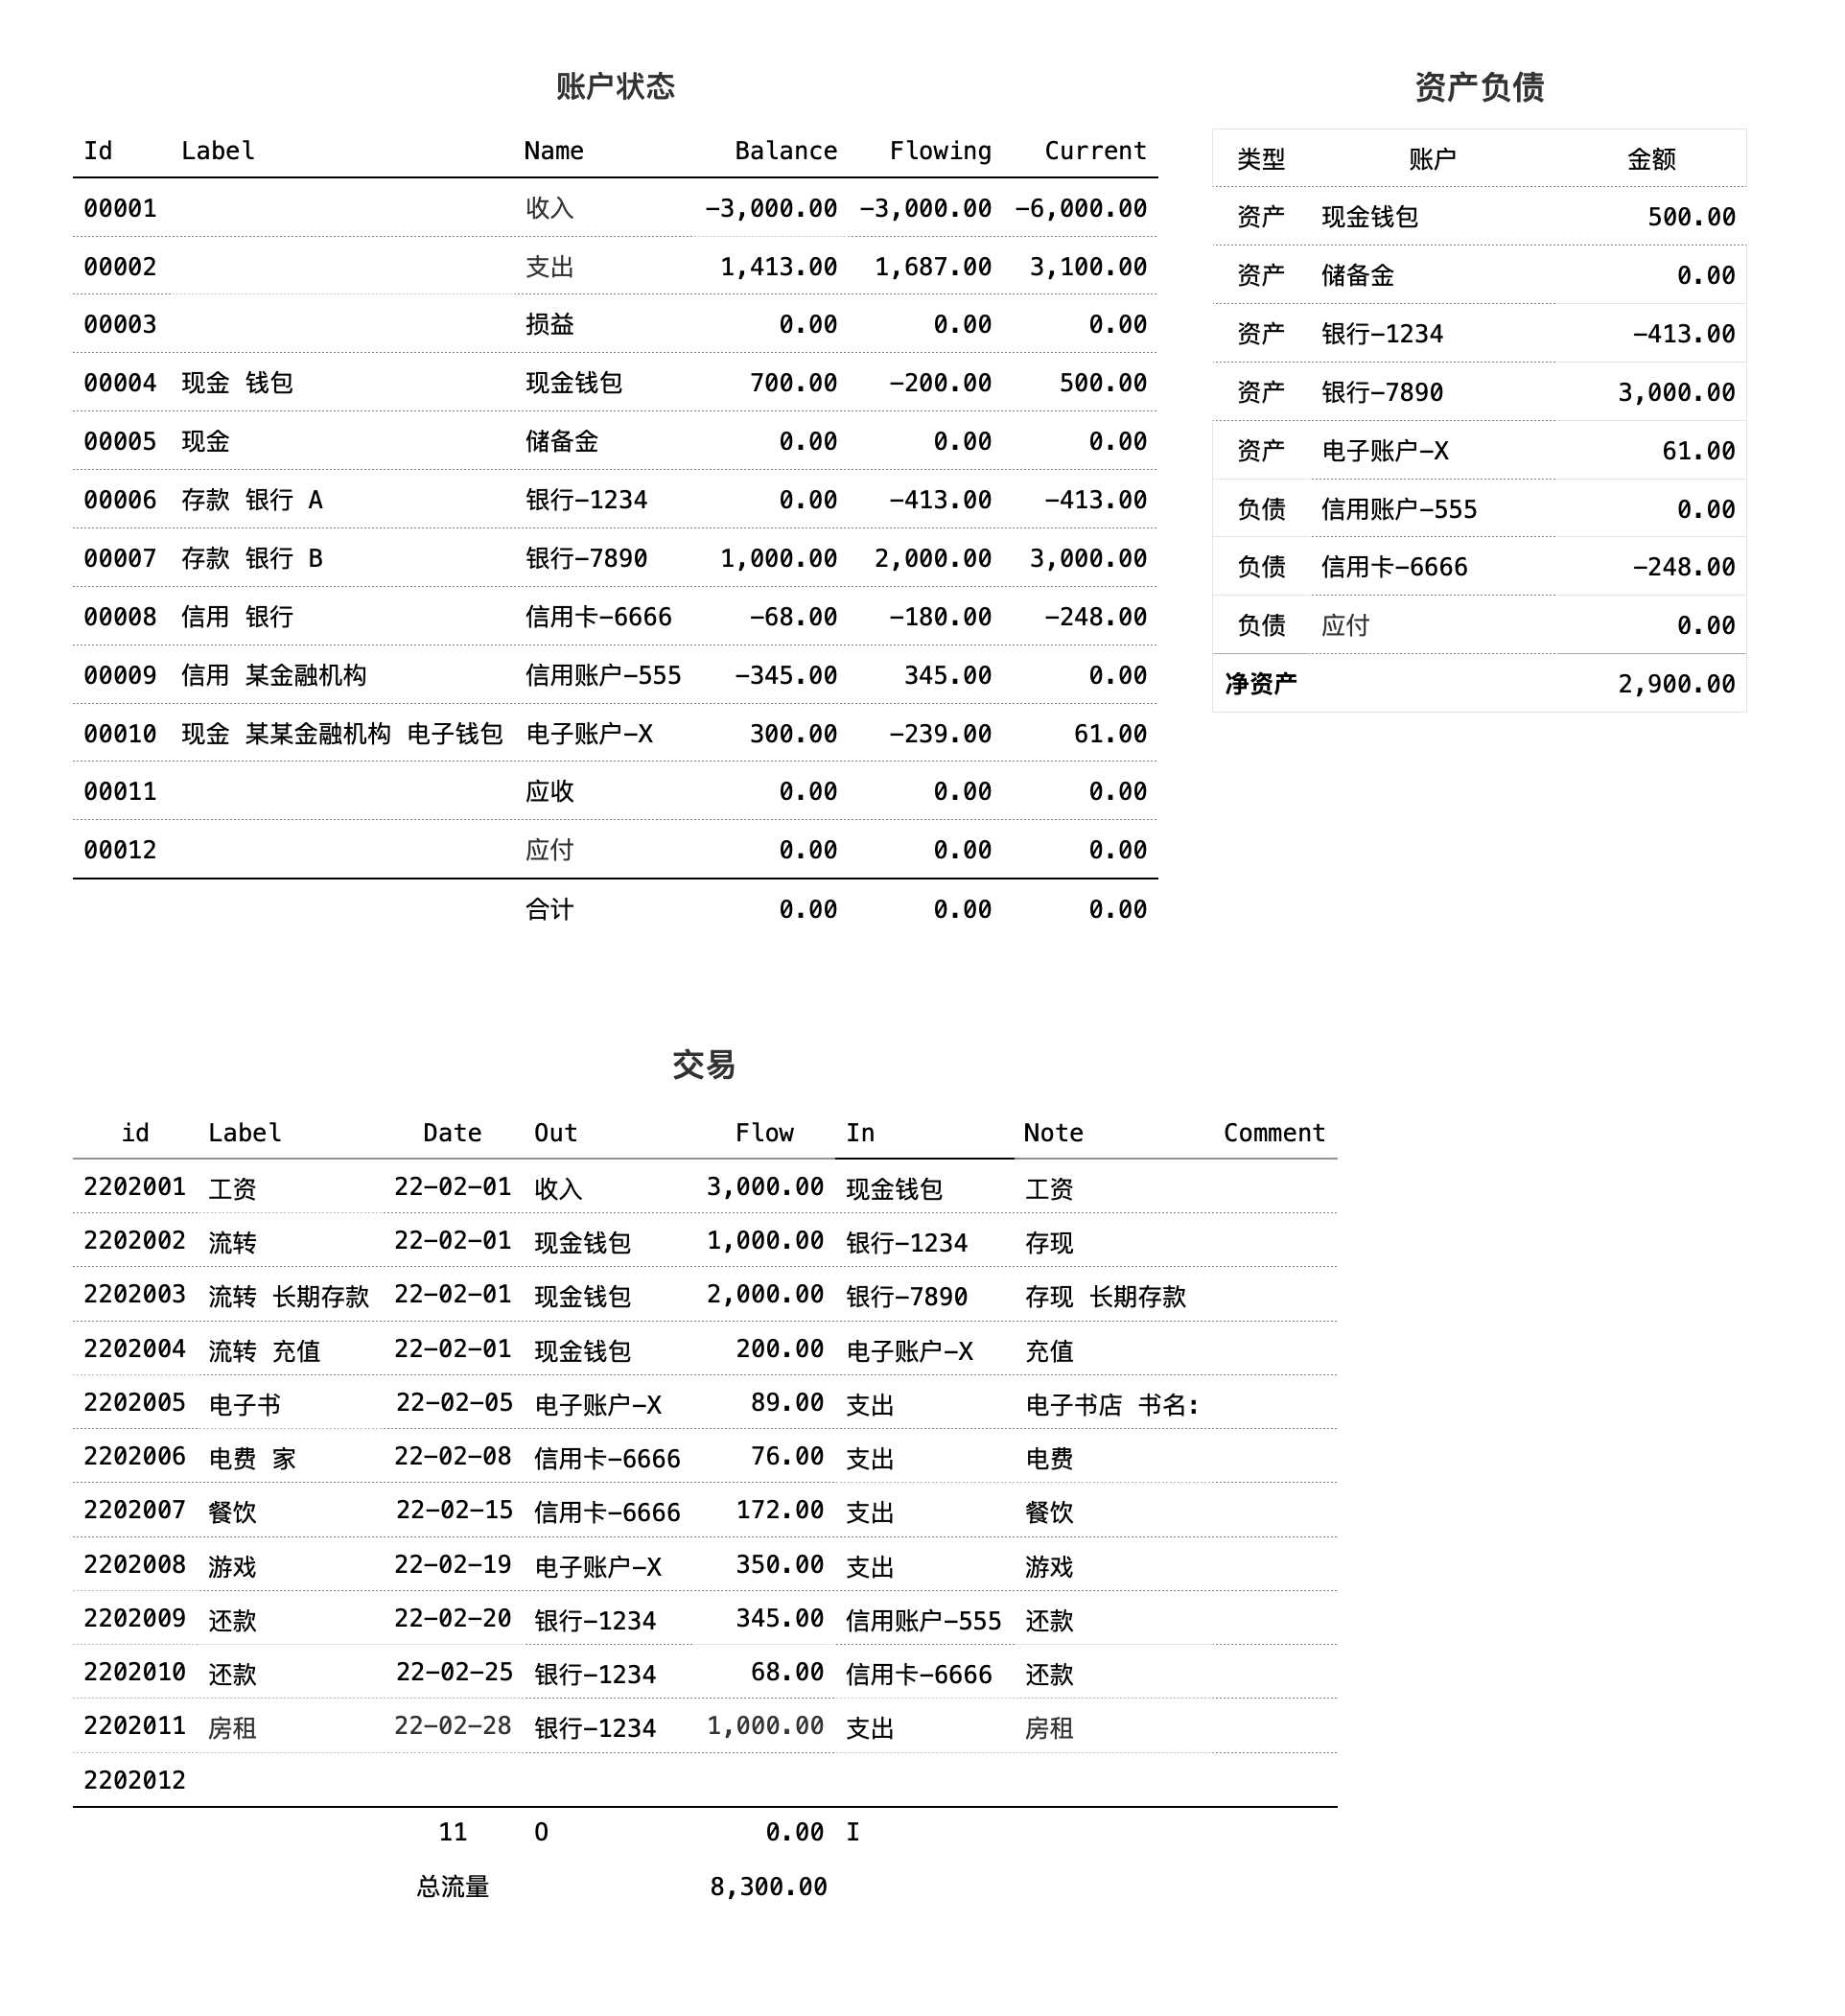 账户状态
Id Label Name Balance Flowing Current
00001 收入 -3,000.00 -3,000.00 -6,000.00
00002 支出 1,413.00 1,687.00 3,100.00
00003 损益 0.00 0.00 0.00
00004 现金 钱包 现金钱包 700.00 -200.00 500.00
00005 现金 储备金 0.00 0.00 0.00
00006 存款 银行 A 银行-1234 0.00 -413.00 -413.00
00007 存款 银行 B 银行-7890 1,000.00 2,000.00 3,000.00
00008 信用 银行 信用卡-6666 -68.00 -180.00 -248.00
00009 信用 某金融机构 信用账户-555 -345.00 345.00 0.00
00010 现金 某某金融机构 电子钱包 电子账户-X 300.00 -239.00 61.00
00011 应收 0.00 0.00 0.00
00012 应付 0.00 0.00 0.00
合计 0.00 0.00 0.00
资产负债
类型 账户 金额
资产 现金钱包 500.00
资产 储备金 0.00
资产 银行-1234 -413.00
资产 银行-7890 3,000.00
资产 电子账户-X 61.00
负债 信用账户-555 0.00
负债 信用卡-6666 -248.00
负债 应付 0.00
净资产 2,900.00
交易
id Label Date Out Flow In Note Comment
2202001 工资 22-02-01 收入 3,000.00 现金钱包 工资
2202002 流转 22-02-01 现金钱包 1,000.00 银行-1234 存现
2202003 流转 长期存款 22-02-01 现金钱包 2,000.00 银行-7890 存现 长期存款
2202004 流转 充值 22-02-01 现金钱包 200.00 电子账户-X 充值
2202005 电子书 22-02-05 电子账户-X 89.00 支出 电子书店 书名:
2202006 电费 家 22-02-08 信用卡-6666 76.00 支出 电费
2202007 餐饮 22-02-15 信用卡-6666 172.00 支出 餐饮
2202008 游戏 22-02-19 电子账户-X 350.00 支出 游戏
2202009 还款 22-02-20 银行-1234 345.00 信用账户-555 还款
2202010 还款 22-02-25 银行-1234 68.00 信用卡-6666 还款
2202011 房租 22-02-28 银行-1234 1,000.00 支出 房租
2202012
11 O 0.00 I
总流量 8,300.00